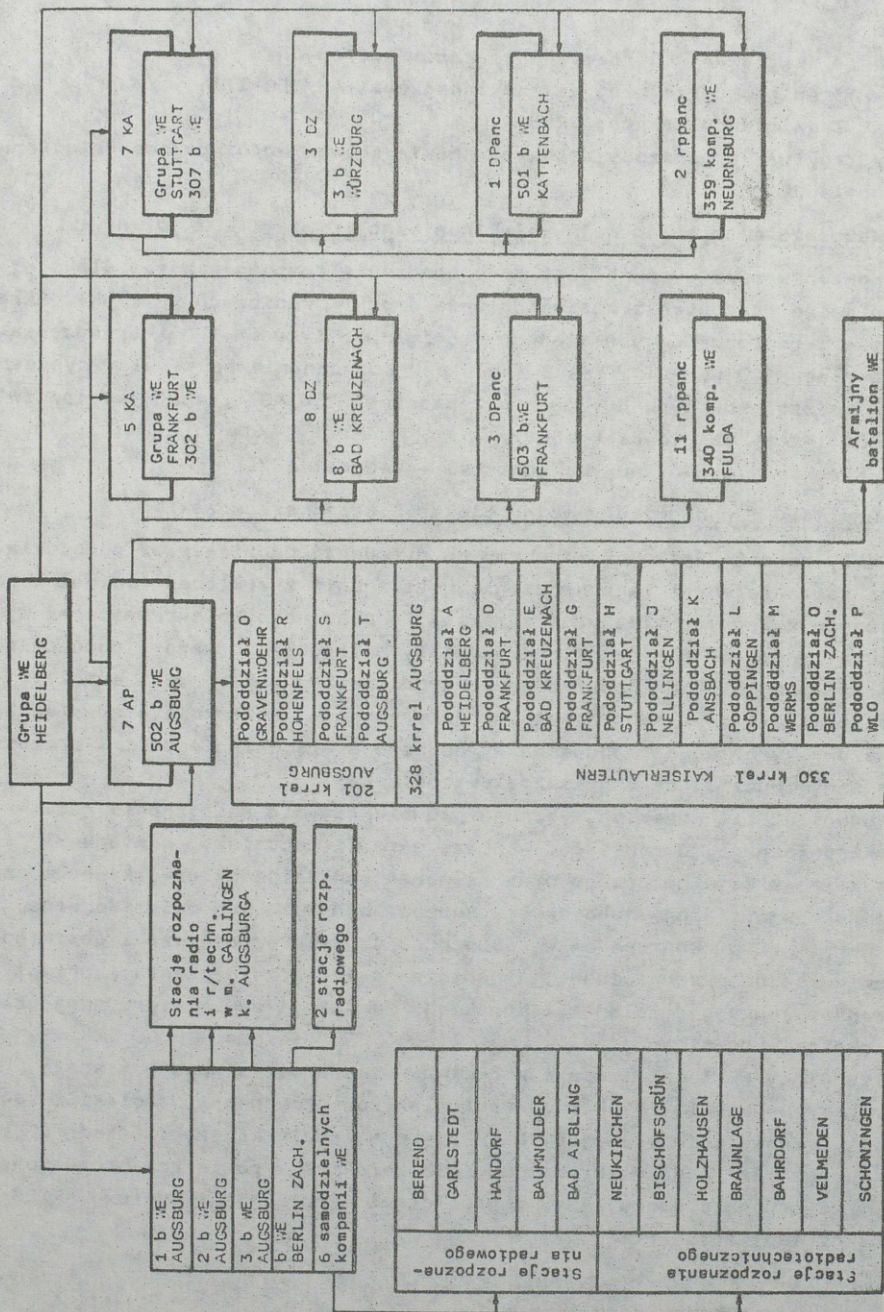 Grupa WE
HEIDELBERG
7 AP
502 b WE
AUGSBURG
5 KA
Grupa WE
FRANKFURT
302 b WE
7 KA
Grupa WE
STUTTGART
307 b WE
8 DZ
8 b WE
BAD KREUZENACH
3 DZ
3 b WE
WÜRZBURG
3 DPanc
503 b WE
FRANKFURT
1 DPanc
501 b WE
KATTENBACH
11 rppanc
340 komp. WE
FULDA
2 rppanc
359 komp. WE
NEURNBURG
Armijny
batalion WE
201 krrel
AUGSBURG
Pododdział O
GRAVENWOEHR
Pododdział R
HOHENFELS
Pododdział S
FRANKFURT
Pododdział T
AUGSBURG
328 krrel AUGSBURG
330 krrel KAISERLAUTERN
Pododdział A
HEIDELBERG
Pododdział D
FRANKFURT
Pododdział E
BAD KREUZENACH
Pododdział G
FRANKFURT
Pododdział H
STUTTGART
Pododdział J
NELLINGEN
Pododdział K
ANSBACH
Pododdział L
GÖPPINGEN
Pododdział M
WERMS
Pododdział O
BERLIN ZACH.
Pododdział P
WLO
1 b WE
AUGSBURG
2 b WE
AUGSBURG
3 b WE
AUGSBURG
b WE
BERLIN ZACH.
6 samodzielnych
kompanii WE
Stacje rozpozna-
nia radio
i r/techn.
w m. GABLINGEN
k. AUGSBURGA
2 stacje rozp.
radiowego
Stacje rozpozna-
nia radiowego
BEREND
GARLSTEDT
HANDORF
BAUMNOLDER
BAD AIBLING
Stacje rozpoznania
radiotechnicznego
NEUKIRCHEN
BISCHOFSGRÜN
HOLZHAUSEN
BRAUNLAGE
BAHRDORF
VELMEDEN
SCHONINGEN